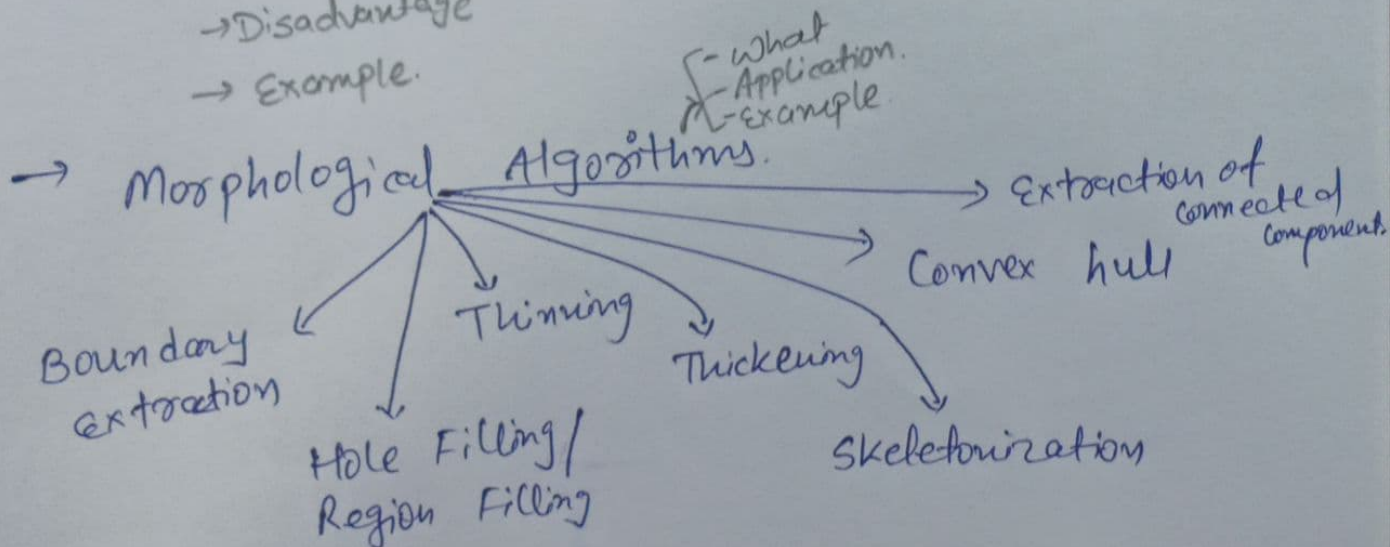 →Disadvantage
→ Example.
- What
- Application.
- example
→ Morphological Algorithms.
→ Extraction of
connected
component.
Convex hull
Thinning
Thickening
Boundary
extraction
Hole Filling/
Region Filling
Skeletonization